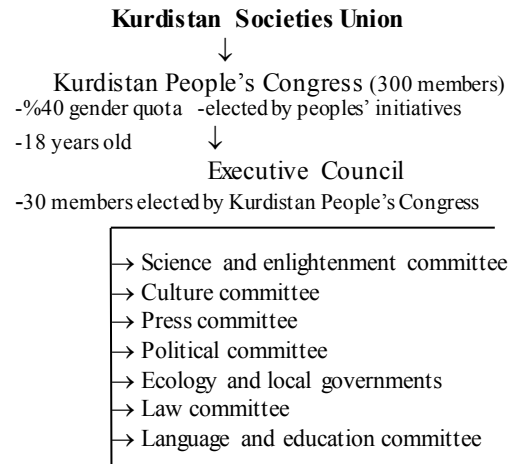 Kurdistan Societies Union
↓
Kurdistan People's Congress (300 members)
-%40 gender quota -elected by peoples' initiatives
-18 years old ↓
Executive Council
-30 members elected by Kurdistan People's Congress
→ Science and enlightenment committee
→ Culture committee
→ Press committee
→ Political committee
→ Ecology and local governments
→ Law committee
→ Language and education committee